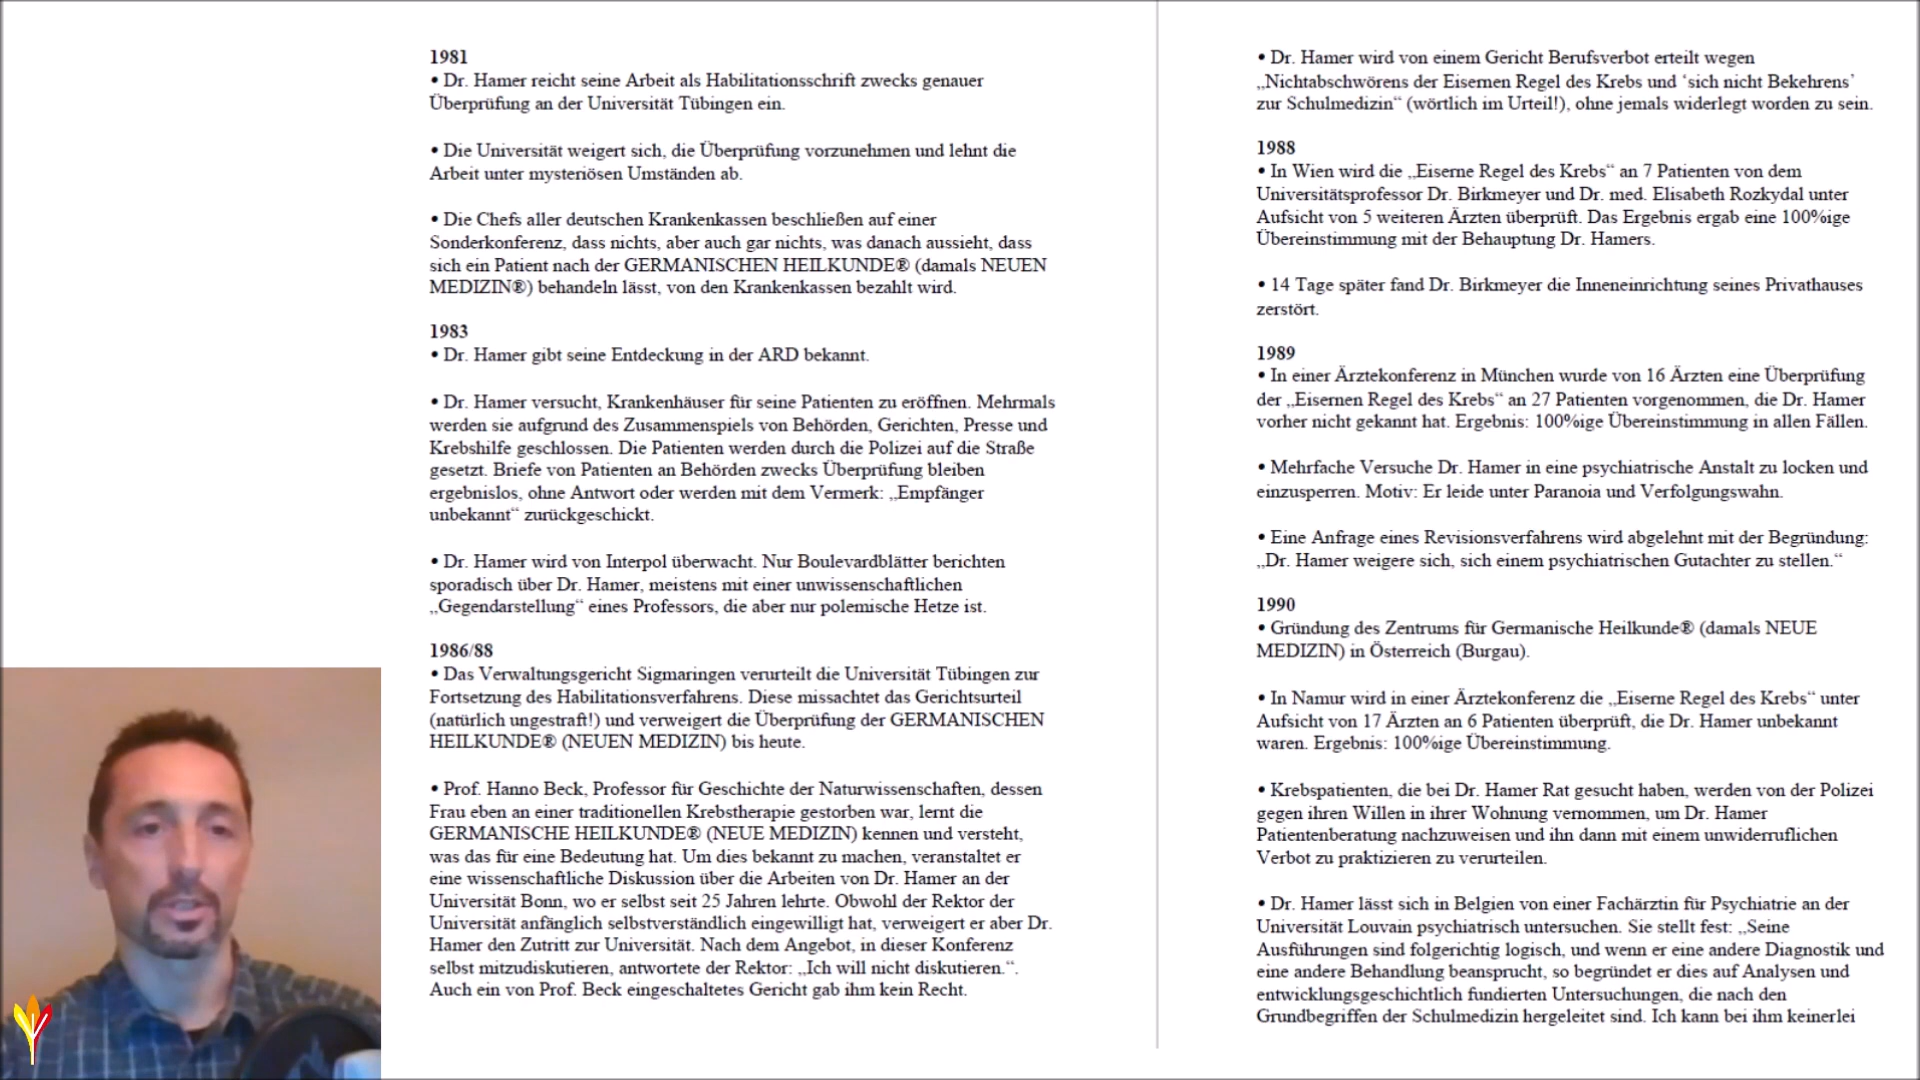 1981
• Dr. Hamer reicht seine Arbeit als Habilitationsschrift zwecks genauer
Überprüfung an der Universität Tübingen ein.
• Die Universität weigert sich, die Überprüfung vorzunehmen und lehnt die
Arbeit unter mysteriösen Umständen ab.
• Die Chefs aller deutschen Krankenkassen beschließen auf einer
Sonderkonferenz, dass nichts, aber auch gar nichts, was danach aussieht, dass
sich ein Patient nach der GERMANISCHEN HEILKUNDE® (damals NEUEN
MEDIZIN®) behandeln lässt, von den Krankenkassen bezahlt wird.
1983
• Dr. Hamer gibt seine Entdeckung in der ARD bekannt.
• Dr. Hamer versucht, Krankenhäuser für seine Patienten zu eröffnen. Mehrmals
werden sie aufgrund des Zusammenspiels von Behörden, Gerichten, Presse und
Krebshilfe geschlossen. Die Patienten werden durch die Polizei auf die Straße
gesetzt. Briefe von Patienten an Behörden zwecks Überprüfung bleiben
ergebnislos, ohne Antwort oder werden mit dem Vermerk: „Empfänger
unbekannt“ zurückgeschickt.
• Dr. Hamer wird von Interpol überwacht. Nur Boulevardblätter berichten
sporadisch über Dr. Hamer, meistens mit einer unwissenschaftlichen
„Gegendarstellung“ eines Professors, die aber nur polemische Hetze ist.
1986/88
• Das Verwaltungsgericht Sigmaringen verurteilt die Universität Tübingen zur
Fortsetzung des Habilitationsverfahrens. Diese missachtet das Gerichtsurteil
(natürlich ungestraft!) und verweigert die Überprüfung der GERMANISCHEN
HEILKUNDE® (NEUEN MEDIZIN) bis heute.
• Prof. Hanno Beck, Professor für Geschichte der Naturwissenschaften, dessen
Frau eben an einer traditionellen Krebstherapie gestorben war, lernt die
GERMANISCHE HEILKUNDE® (NEUE MEDIZIN) kennen und versteht,
was das für eine Bedeutung hat. Um dies bekannt zu machen, veranstaltet er
eine wissenschaftliche Diskussion über die Arbeiten von Dr. Hamer an der
Universität Bonn, wo er selbst seit 25 Jahren lehrte. Obwohl der Rektor der
Universität anfänglich selbstverständlich eingewilligt hat, verweigert er aber Dr.
Hamer den Zutritt zur Universität. Nach dem Angebot, in dieser Konferenz
selbst mitzudiskutieren, antwortete der Rektor: „Ich will nicht diskutieren.“.
Auch ein von Prof. Beck eingeschaltetes Gericht gab ihm kein Recht.
• Dr. Hamer wird von einem Gericht Berufsverbot erteilt wegen
„Nichtabschwörens der Eisernen Regel des Krebs und ‘sich nicht Bekehrens’
zur Schulmedizin“ (wörtlich im Urteil!), ohne jemals widerlegt worden zu sein.
1988
• In Wien wird die „Eiserne Regel des Krebs“ an 7 Patienten von dem
Universitätsprofessor Dr. Birkmeyer und Dr. med. Elisabeth Rozkydal unter
Aufsicht von 5 weiteren Ärzten überprüft. Das Ergebnis ergab eine 100%ige
Übereinstimmung mit der Behauptung Dr. Hamers.
• 14 Tage später fand Dr. Birkmeyer die Inneneinrichtung seines Privathauses
zerstört.
1989
• In einer Ärztekonferenz in München wurde von 16 Ärzten eine Überprüfung
der „Eisernen Regel des Krebs“ an 27 Patienten vorgenommen, die Dr. Hamer
vorher nicht gekannt hat. Ergebnis: 100%ige Übereinstimmung in allen Fällen.
• Mehrfache Versuche Dr. Hamer in eine psychiatrische Anstalt zu locken und
einzusperren. Motiv: Er leide unter Paranoia und Verfolgungswahn.
• Eine Anfrage eines Revisionsverfahrens wird abgelehnt mit der Begründung:
„Dr. Hamer weigere sich, sich einem psychiatrischen Gutachter zu stellen.“
1990
• Gründung des Zentrums für Germanische Heilkunde® (damals NEUE
MEDIZIN) in Österreich (Burgau).
• In Namur wird in einer Ärztekonferenz die „Eiserne Regel des Krebs“ unter
Aufsicht von 17 Ärzten an 6 Patienten überprüft, die Dr. Hamer unbekannt
waren. Ergebnis: 100%ige Übereinstimmung.
• Krebspatienten, die bei Dr. Hamer Rat gesucht haben, werden von der Polizei
gegen ihren Willen in ihrer Wohnung vernommen, um Dr. Hamer
Patientenberatung nachzuweisen und ihn dann mit einem unwiderruflichen
Verbot zu praktizieren zu verurteilen.
• Dr. Hamer lässt sich in Belgien von einer Fachärztin für Psychiatrie an der
Universität Louvain psychiatrisch untersuchen. Sie stellt fest: „Seine
Ausführungen sind folgerichtig logisch, und wenn er eine andere Diagnostik und
eine andere Behandlung beansprucht, so begründet er dies auf Analysen und
entwicklungsgeschichtlich fundierten Untersuchungen, die nach den
Grundbegriffen der Schulmedizin hergeleitet sind. Ich kann bei ihm keinerlei